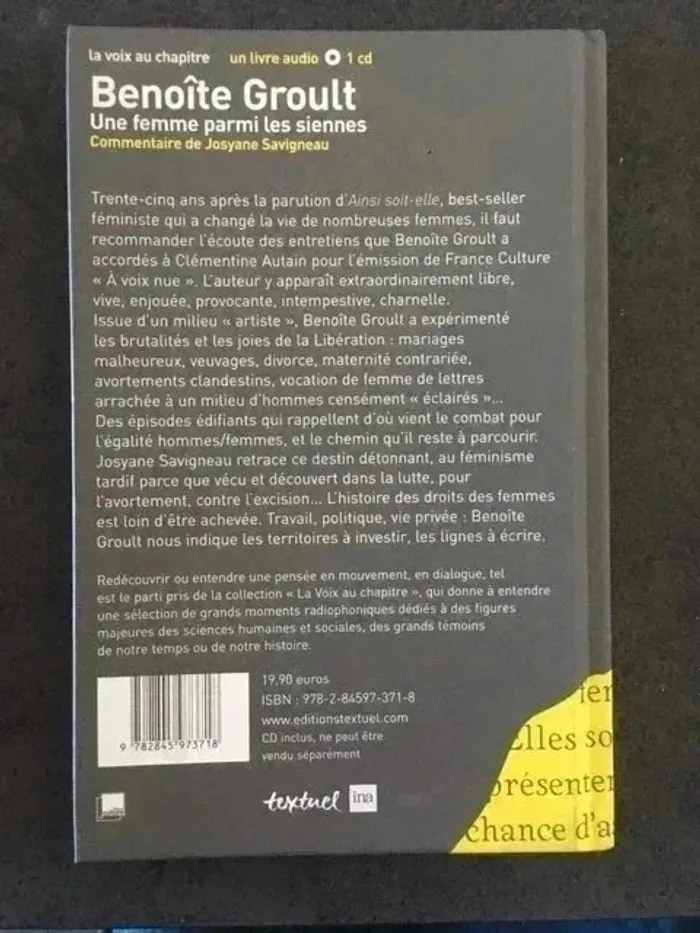 la voix au chapitre un livre audio 1 cd
Benoîte Groult
Une femme parmi les siennes
Commentaire de Josyane Savigneau
Trente-cinq ans après la parution d'Ainsi soit-elle, best-seller
féministe qui a changé la vie de nombreuses femmes, il faut
recommander l'écoute des entretiens que Benoîte Groult a
accordés à Clémentine Autain pour l'émission de France Culture
« À voix nue ». L'auteur y apparaît extraordinairement libre,
vive, enjouée, provocante, intempestive, charnelle.
Issue d'un milieu « artiste », Benoîte Groult a expérimenté
les brutalités et les joies de la Libération : mariages
malheureux, veuvages, divorce, maternité contrariée,
avortements clandestins, vocation de femme de lettres
arrachée à un milieu d'hommes censément « éclairés »...
Des épisodes édifiants qui rappellent d'où vient le combat pour
l'égalité hommes/femmes, et le chemin qu'il reste à parcourir.
Josyane Savigneau retrace ce destin détonnant, au féminisme
tardif parce que vécu et découvert dans la lutte, pour
l'avortement, contre l'excision... L'histoire des droits des femmes
est loin d'être achevée. Travail, politique, vie privée : Benoîte
Groult nous indique les territoires à investir, les lignes à écrire.
Redécouvrir ou entendre une pensée en mouvement, en dialogue, tel
est le parti pris de la collection « La Voix au chapitre », qui donne à entendre
une sélection de grands moments radiophoniques dédiés à des figures
majeures des sciences humaines et sociales, des grands témoins
de notre temps ou de notre histoire.
19,90 euros
ISBN : 978-2-84597-371-8
www.editionstextuel.com
CD inclus, ne peut être
vendu séparément
9 782845 973718
textuel ina
fer
Elles so
présenter
chance d'a